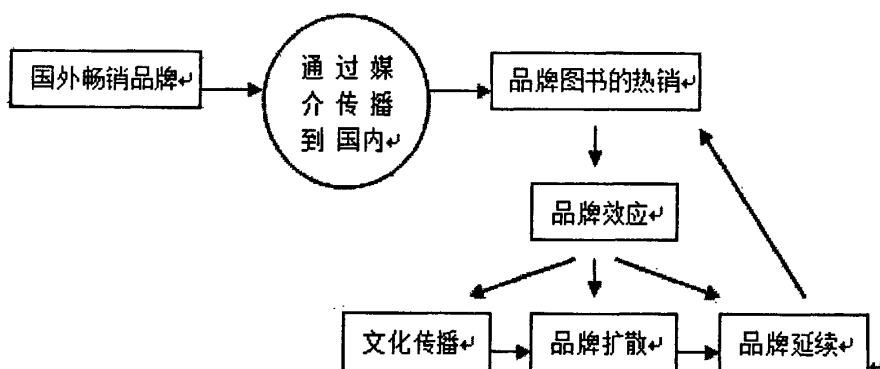 国外畅销品牌↵
通过媒
介传播
到国内↵
品牌图书的热销↵
品牌效应↵
文化传播↵
品牌扩散↵
品牌延续↵